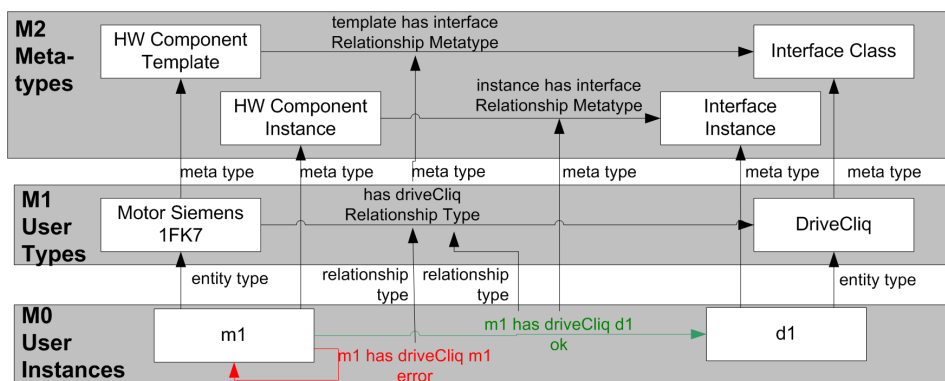 M2
Meta-
types
HW Component
Template
template has interface
Relationship Metatype
Interface Class
HW Component
Instance
instance has interface
Relationship Metatype
Interface
Instance
meta type
meta type
meta type
meta type
meta type
meta type
M1
User
Types
Motor Siemens
1FK7
has driveCliq
Relationship Type
DriveCliq
entity type
relationship
type
relationship
type
entity type
M0
User
Instances
m1
m1 has driveCliq d1
ok
d1
m1 has driveCliq m1
error